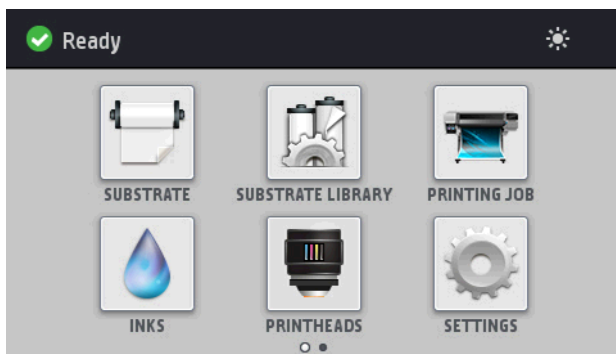 Ready
SUBSTRATE SUBSTRATE LIBRARY PRINTING JOB
INKS PRINTHEADS SETTINGS